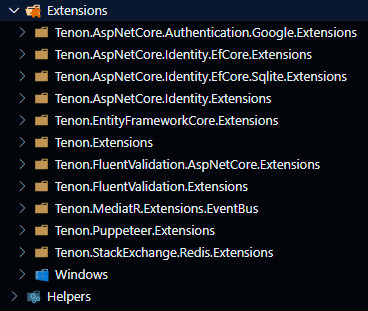 Extensions
Tenon.AspNetCore.Authentication.Google.Extensions
Tenon.AspNetCore.Identity.EfCore.Extensions
Tenon.AspNetCore.Identity.EfCore.Sqlite.Extensions
Tenon.AspNetCore.Identity.Extensions
Tenon.EntityFrameworkCore.Extensions
Tenon.Extensions
Tenon.FluentValidation.AspNetCore.Extensions
Tenon.FluentValidation.Extensions
Tenon.MediatR.Extensions.EventBus
Tenon.Puppeteer.Extensions
Tenon.StackExchange.Redis.Extensions
Windows
Helpers